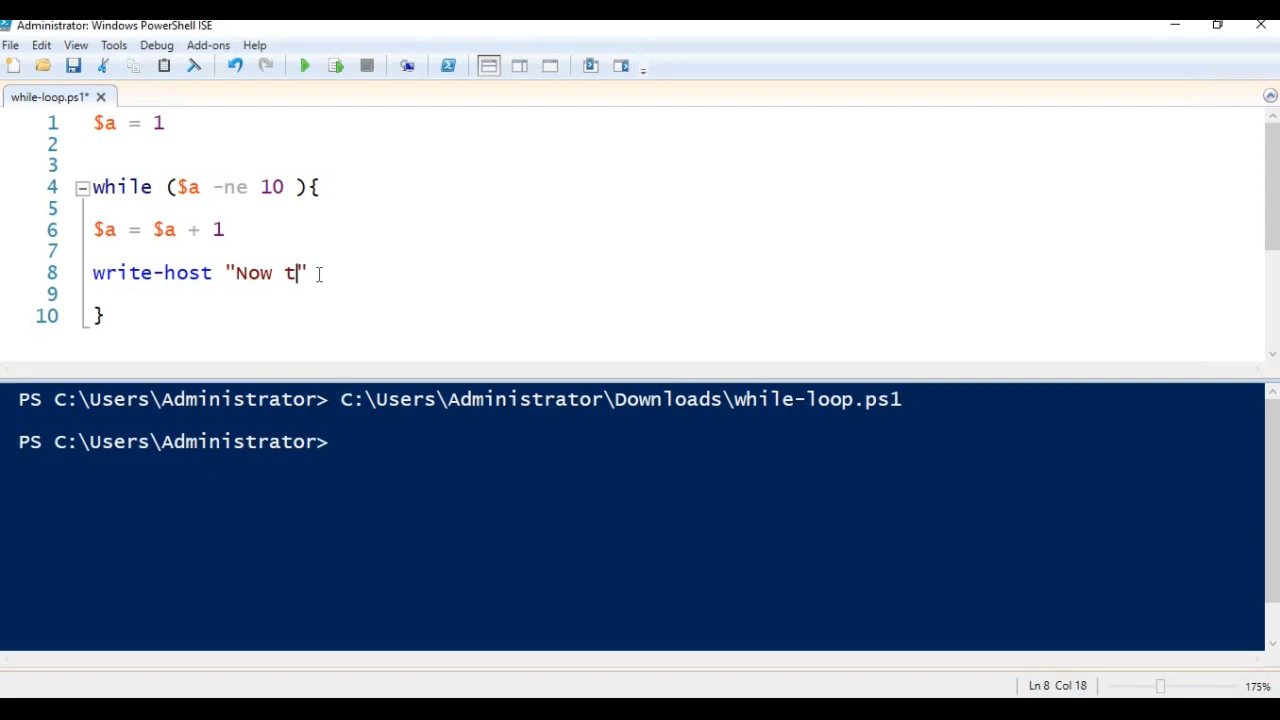 Administrator: Windows PowerShell ISE
File Edit View Tools Debug Add-ons Help
while-loop.ps1*
1 $a = 1
2
3
4 while ($a -ne 10 ){
5
6 $a = $a + 1
7
8 write-host "Now t"
9
10 }
PS C:\Users\Administrator> C:\Users\Administrator\Downloads\while-loop.ps1
PS C:\Users\Administrator>
Ln 8 Col 18 175%